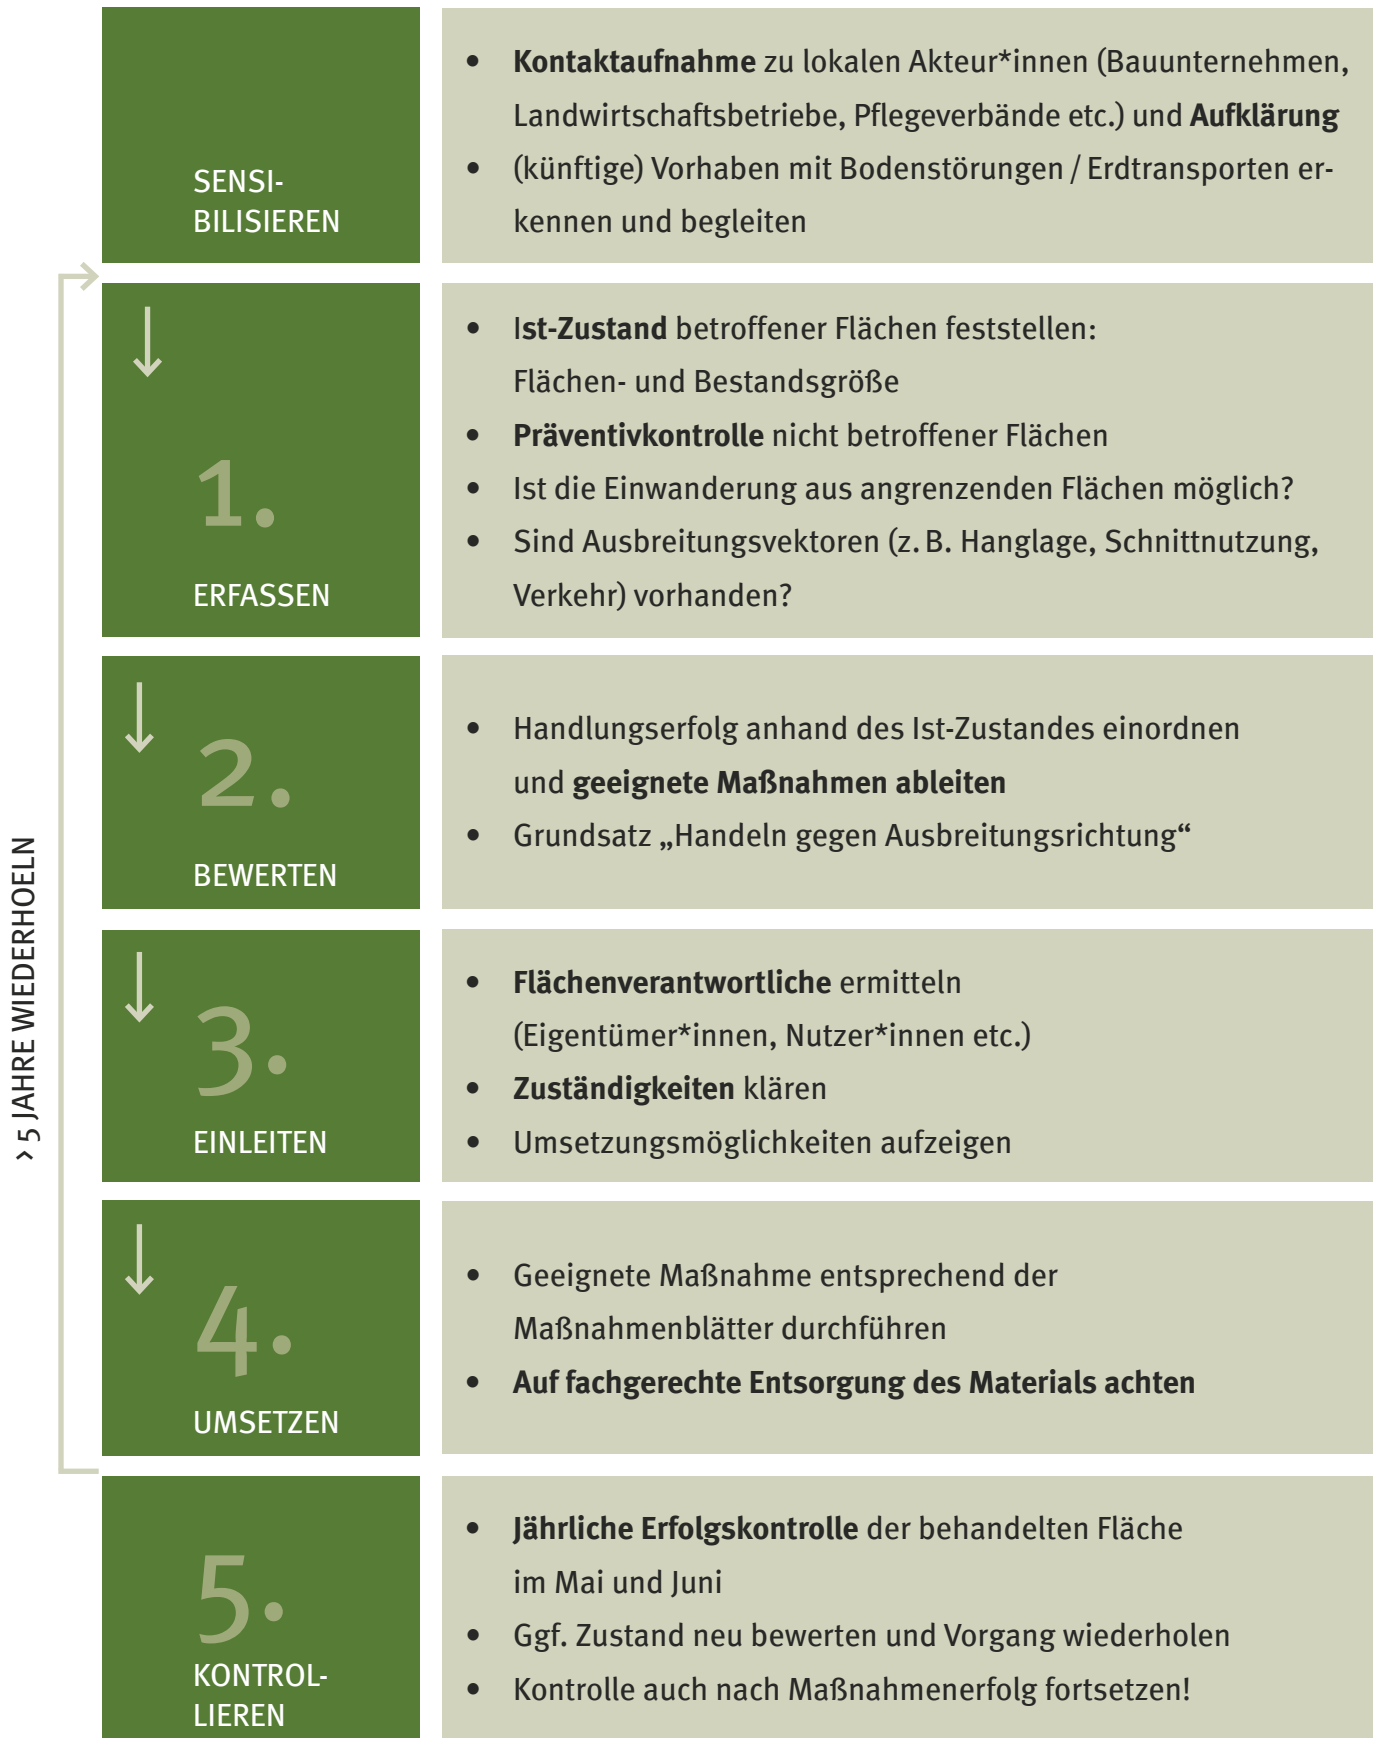 SENSI-
BILISIEREN
• Kontaktaufnahme zu lokalen Akteur*innen (Bauunternehmen,
Landwirtschaftsbetriebe, Pflegeverbände etc.) und Aufklärung
• (künftige) Vorhaben mit Bodenstörungen / Erdtransporten er-
kennen und begleiten
1.
ERFASSEN
• Ist-Zustand betroffener Flächen feststellen:
Flächen- und Bestandsgröße
• Präventivkontrolle nicht betroffener Flächen
• Ist die Einwanderung aus angrenzenden Flächen möglich?
• Sind Ausbreitungsvektoren (z. B. Hanglage, Schnittnutzung,
Verkehr) vorhanden?
2.
BEWERTEN
• Handlungserfolg anhand des Ist-Zustandes einordnen
und geeignete Maßnahmen ableiten
• Grundsatz „Handeln gegen Ausbreitungsrichtung“
3.
EINLEITEN
• Flächenverantwortliche ermitteln
(Eigentümer*innen, Nutzer*innen etc.)
• Zuständigkeiten klären
• Umsetzungsmöglichkeiten aufzeigen
4.
UMSETZEN
• Geeignete Maßnahme entsprechend der
Maßnahmenblätter durchführen
• Auf fachgerechte Entsorgung des Materials achten
5.
KONTROL-
LIEREN
• Jährliche Erfolgskontrolle der behandelten Fläche
im Mai und Juni
• Ggf. Zustand neu bewerten und Vorgang wiederholen
• Kontrolle auch nach Maßnahmenerfolg fortsetzen!
> 5 JAHRE WIEDERHOELN